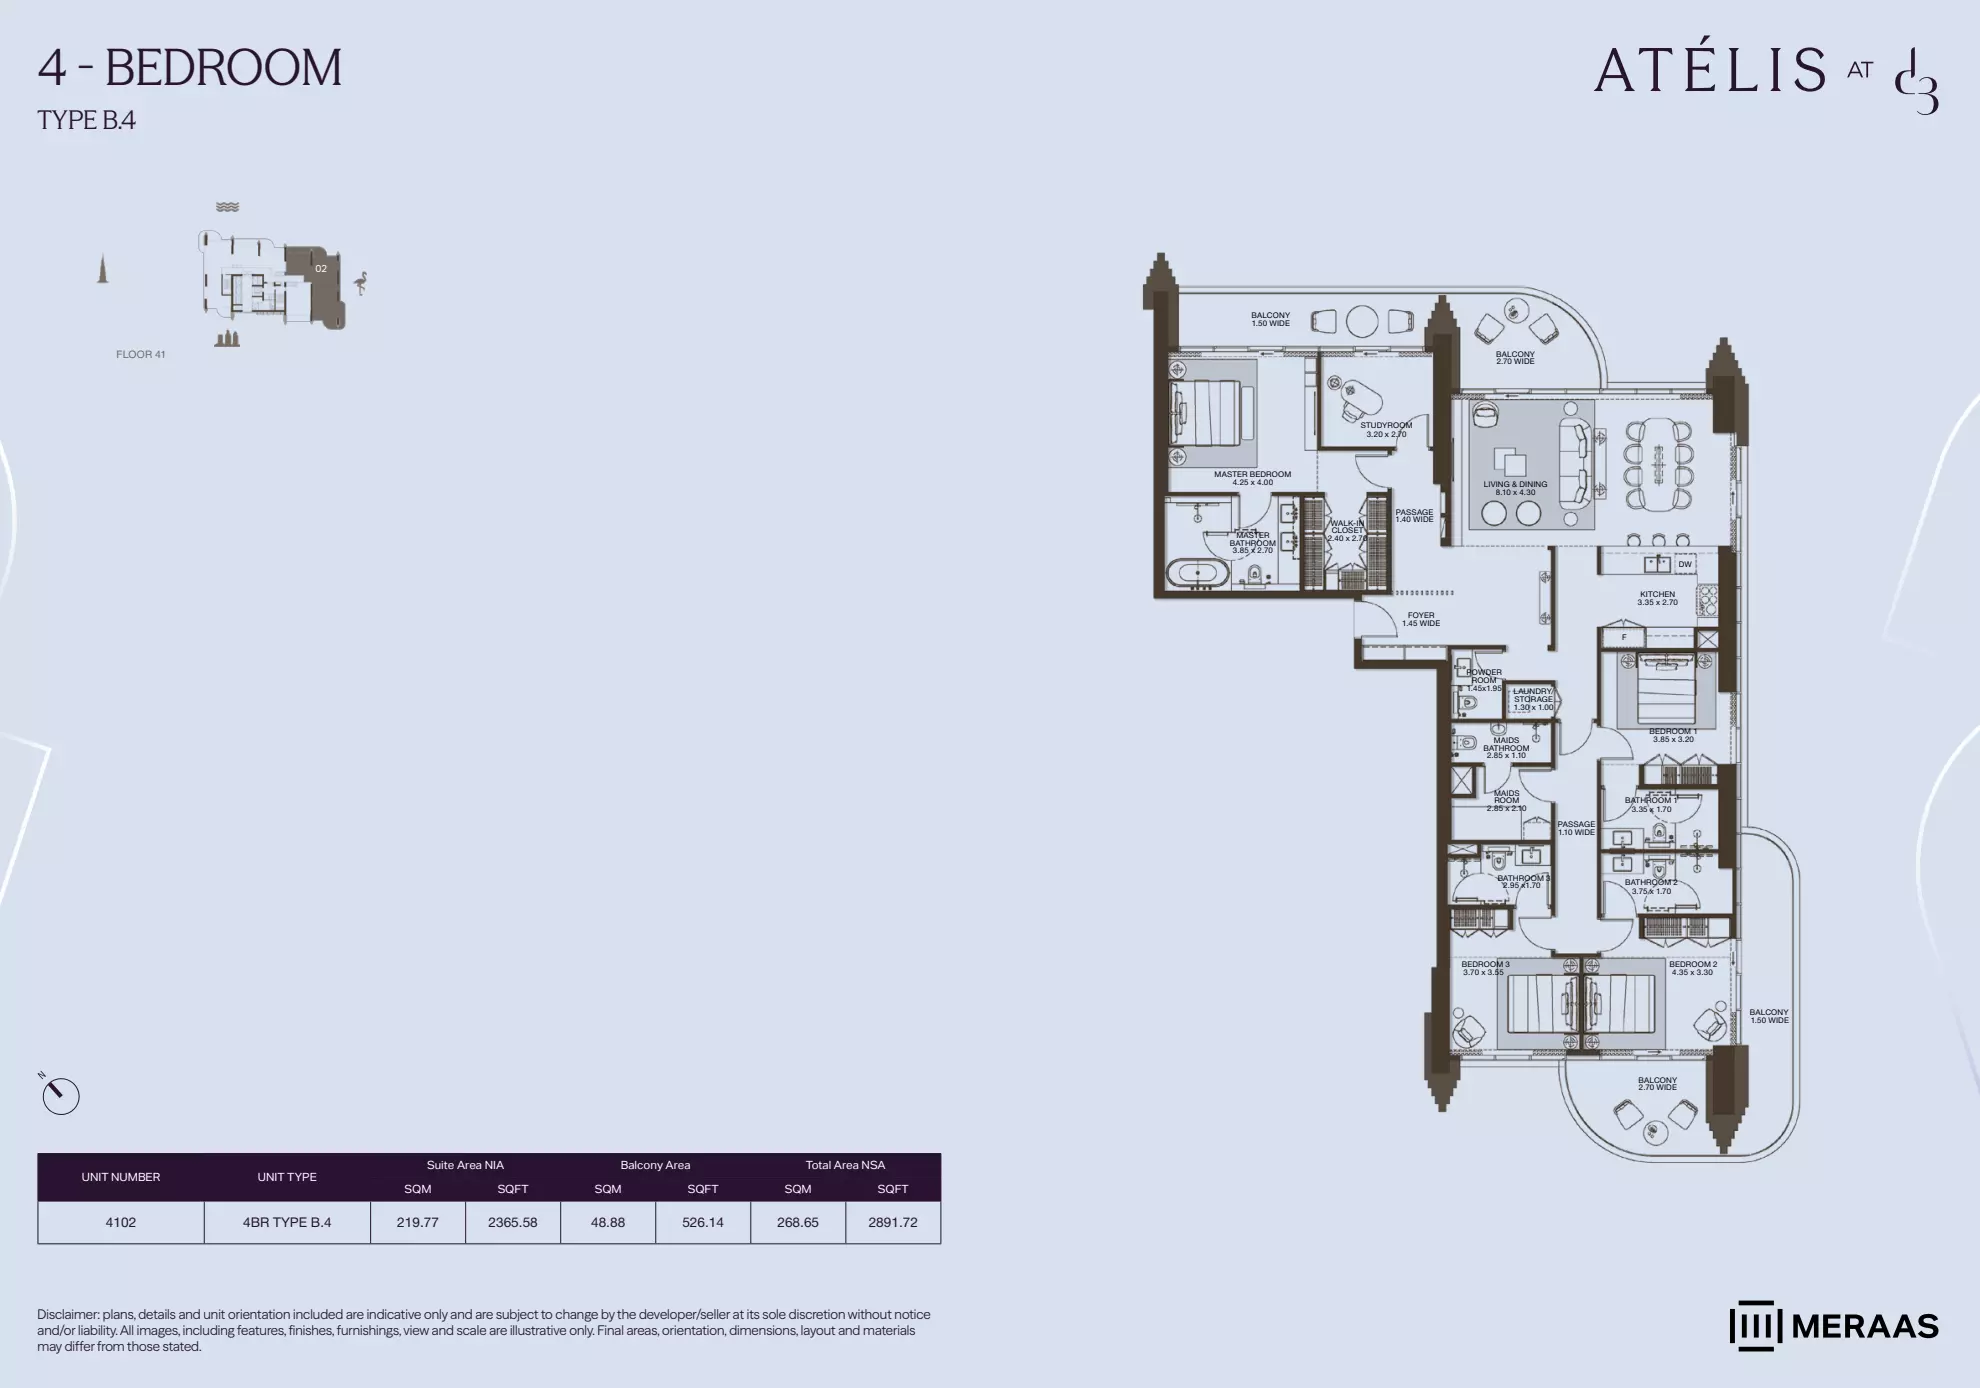 4 - BEDROOM
TYPE B.4
ATÉLIS AT d3
02
FLOOR 41
BALCONY
1.50 WIDE
BALCONY
2.70 WIDE
STUDYROOM
3.20 x 2.70
MASTER BEDROOM
4.25 x 4.00
LIVING & DINING
8.10 x 4.30
PASSAGE
1.40 WIDE
WALK-IN
CLOSET
2.40 x 2.70
MASTER
BATHROOM
3.85 x 2.70
DW
KITCHEN
3.35 x 2.70
FOYER
1.45 WIDE
F
POWDER
ROOM
1.45x1.95
LAUNDRY/
STORAGE
1.30 x 1.00
BEDROOM 1
3.85 x 3.20
MAIDS
BATHROOM
2.85 x 1.10
MAIDS
ROOM
2.85 x 2.10
BATHROOM 1
3.35 x 1.70
PASSAGE
1.10 WIDE
BATHROOM 3
2.95 x1.70
BATHROOM 2
3.75 x 1.70
BEDROOM 3
3.70 x 3.55
BEDROOM 2
4.35 x 3.30
BALCONY
1.50 WIDE
BALCONY
2.70 WIDE
N
UNIT NUMBER UNIT TYPE Suite Area NIA Balcony Area Total Area NSA
SQM SQFT SQM SQFT SQM SQFT
4102 4BR TYPE B.4 219.77 2365.58 48.88 526.14 268.65 2891.72
Disclaimer: plans, details and unit orientation included are indicative only and are subject to change by the developer/seller at its sole discretion without notice
and/or liability. All images, including features, finishes, furnishings, view and scale are illustrative only. Final areas, orientation, dimensions, layout and materials
may differ from those stated.
MERAAS